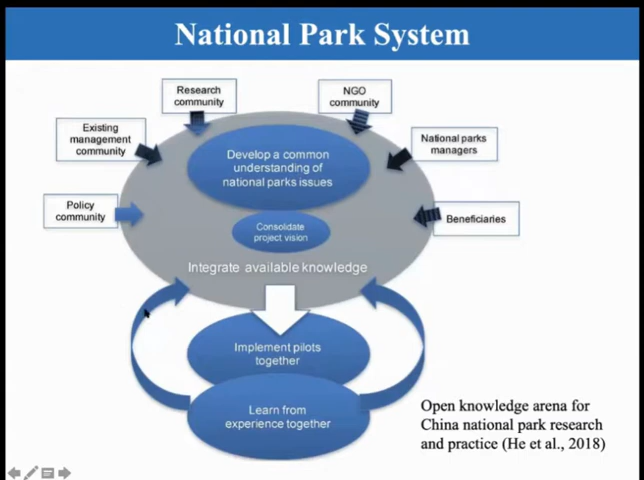 National Park System
Research
community
NGO
community
Existing
management
community
National parks
managers
Policy
community
Beneficiaries
Develop a common
understanding of
national parks issues
Consolidate
project vision
Integrate available knowledge
Implement pilots
together
Learn from
experience together
Open knowledge arena for
China national park research
and practice (He et al., 2018)